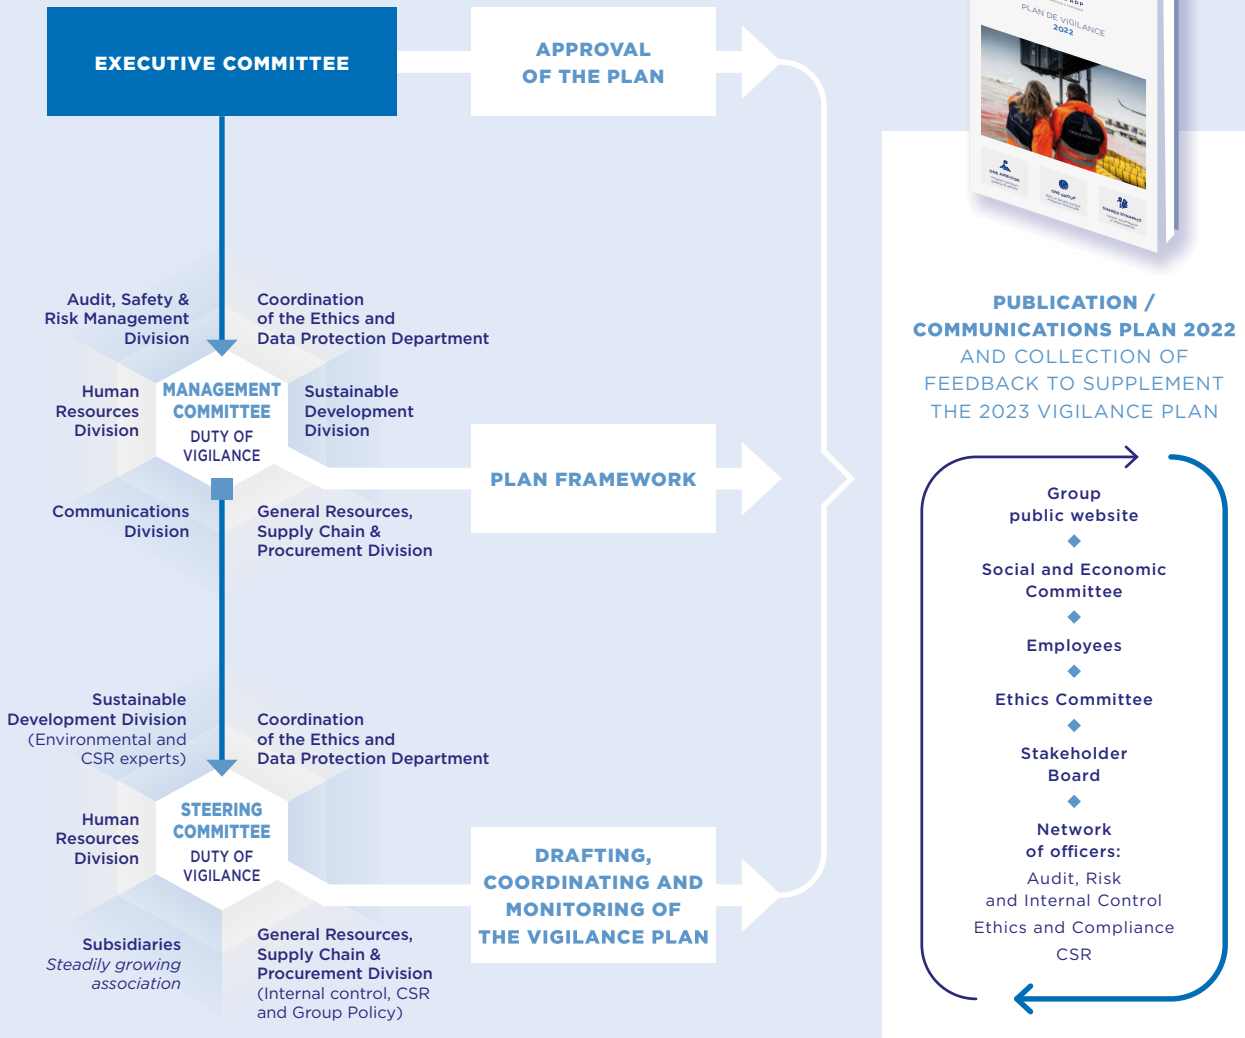 EXECUTIVE COMMITTEE
APPROVAL
OF THE PLAN
Audit, Safety &
Risk Management
Division
Coordination
of the Ethics and
Data Protection Department
Human
Resources
Division
MANAGEMENT
COMMITTEE
DUTY OF
VIGILANCE
Sustainable
Development
Division
Communications
Division
General Resources,
Supply Chain &
Procurement Division
PLAN FRAMEWORK
Sustainable
Development Division
(Environmental and
CSR experts)
Coordination
of the Ethics and
Data Protection Department
Human
Resources
Division
STEERING
COMMITTEE
DUTY OF
VIGILANCE
Subsidiaries
Steadily growing
association
General Resources,
Supply Chain &
Procurement Division
(Internal control, CSR
and Group Policy)
DRAFTING,
COORDINATING AND
MONITORING OF
THE VIGILANCE PLAN
PLAN DE VIGILANCE
2022
ONE AMBITION
ONE GROUP
SHARED DYNAMICS
PUBLICATION /
COMMUNICATIONS PLAN 2022
AND COLLECTION OF
FEEDBACK TO SUPPLEMENT
THE 2023 VIGILANCE PLAN
Group
public website
Social and Economic
Committee
Employees
Ethics Committee
Stakeholder
Board
Network
of officers:
Audit, Risk
and Internal Control
Ethics and Compliance
CSR